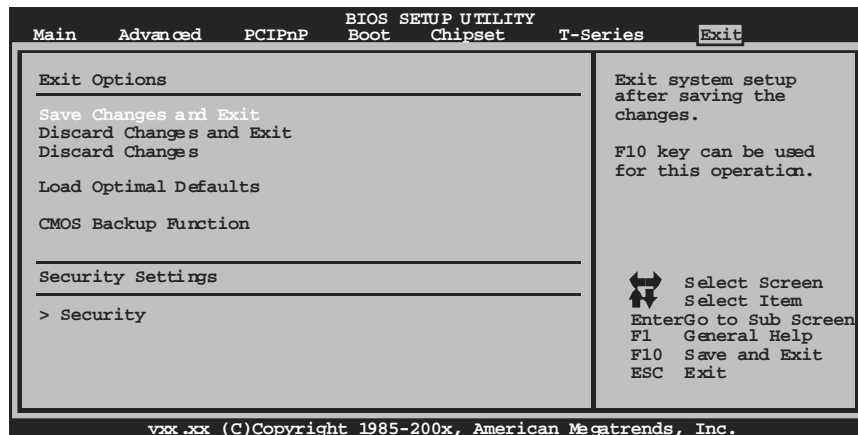 BIOS SETUP UTILITY
Main Advanced PCIPnP Boot Chipset T-Series Exit
Exit Options
Save Changes and Exit
Discard Changes and Exit
Discard Changes
Load Optimal Defaults
CMOS Backup Function
Security Settings
> Security
Exit system setup
after saving the
changes.
F10 key can be used
for this operation.
Select Screen
Select Item
EnterGo to Sub Screen
F1 General Help
F10 Save and Exit
ESC Exit
vxx.xx (C)Copyright 1985-200x, American Megatrends, Inc.